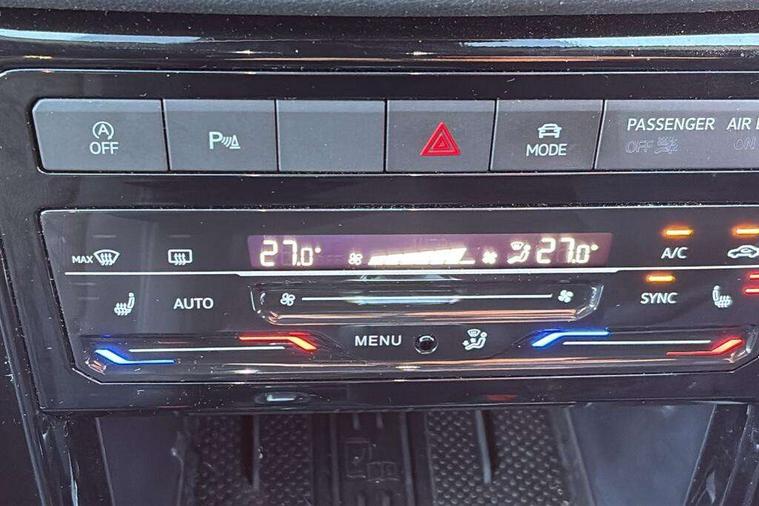 A
OFF
P
MODE
PASSENGER AIR
OFF ON
27.0° 27.0°
MAX
A/C
AUTO
SYNC
MENU